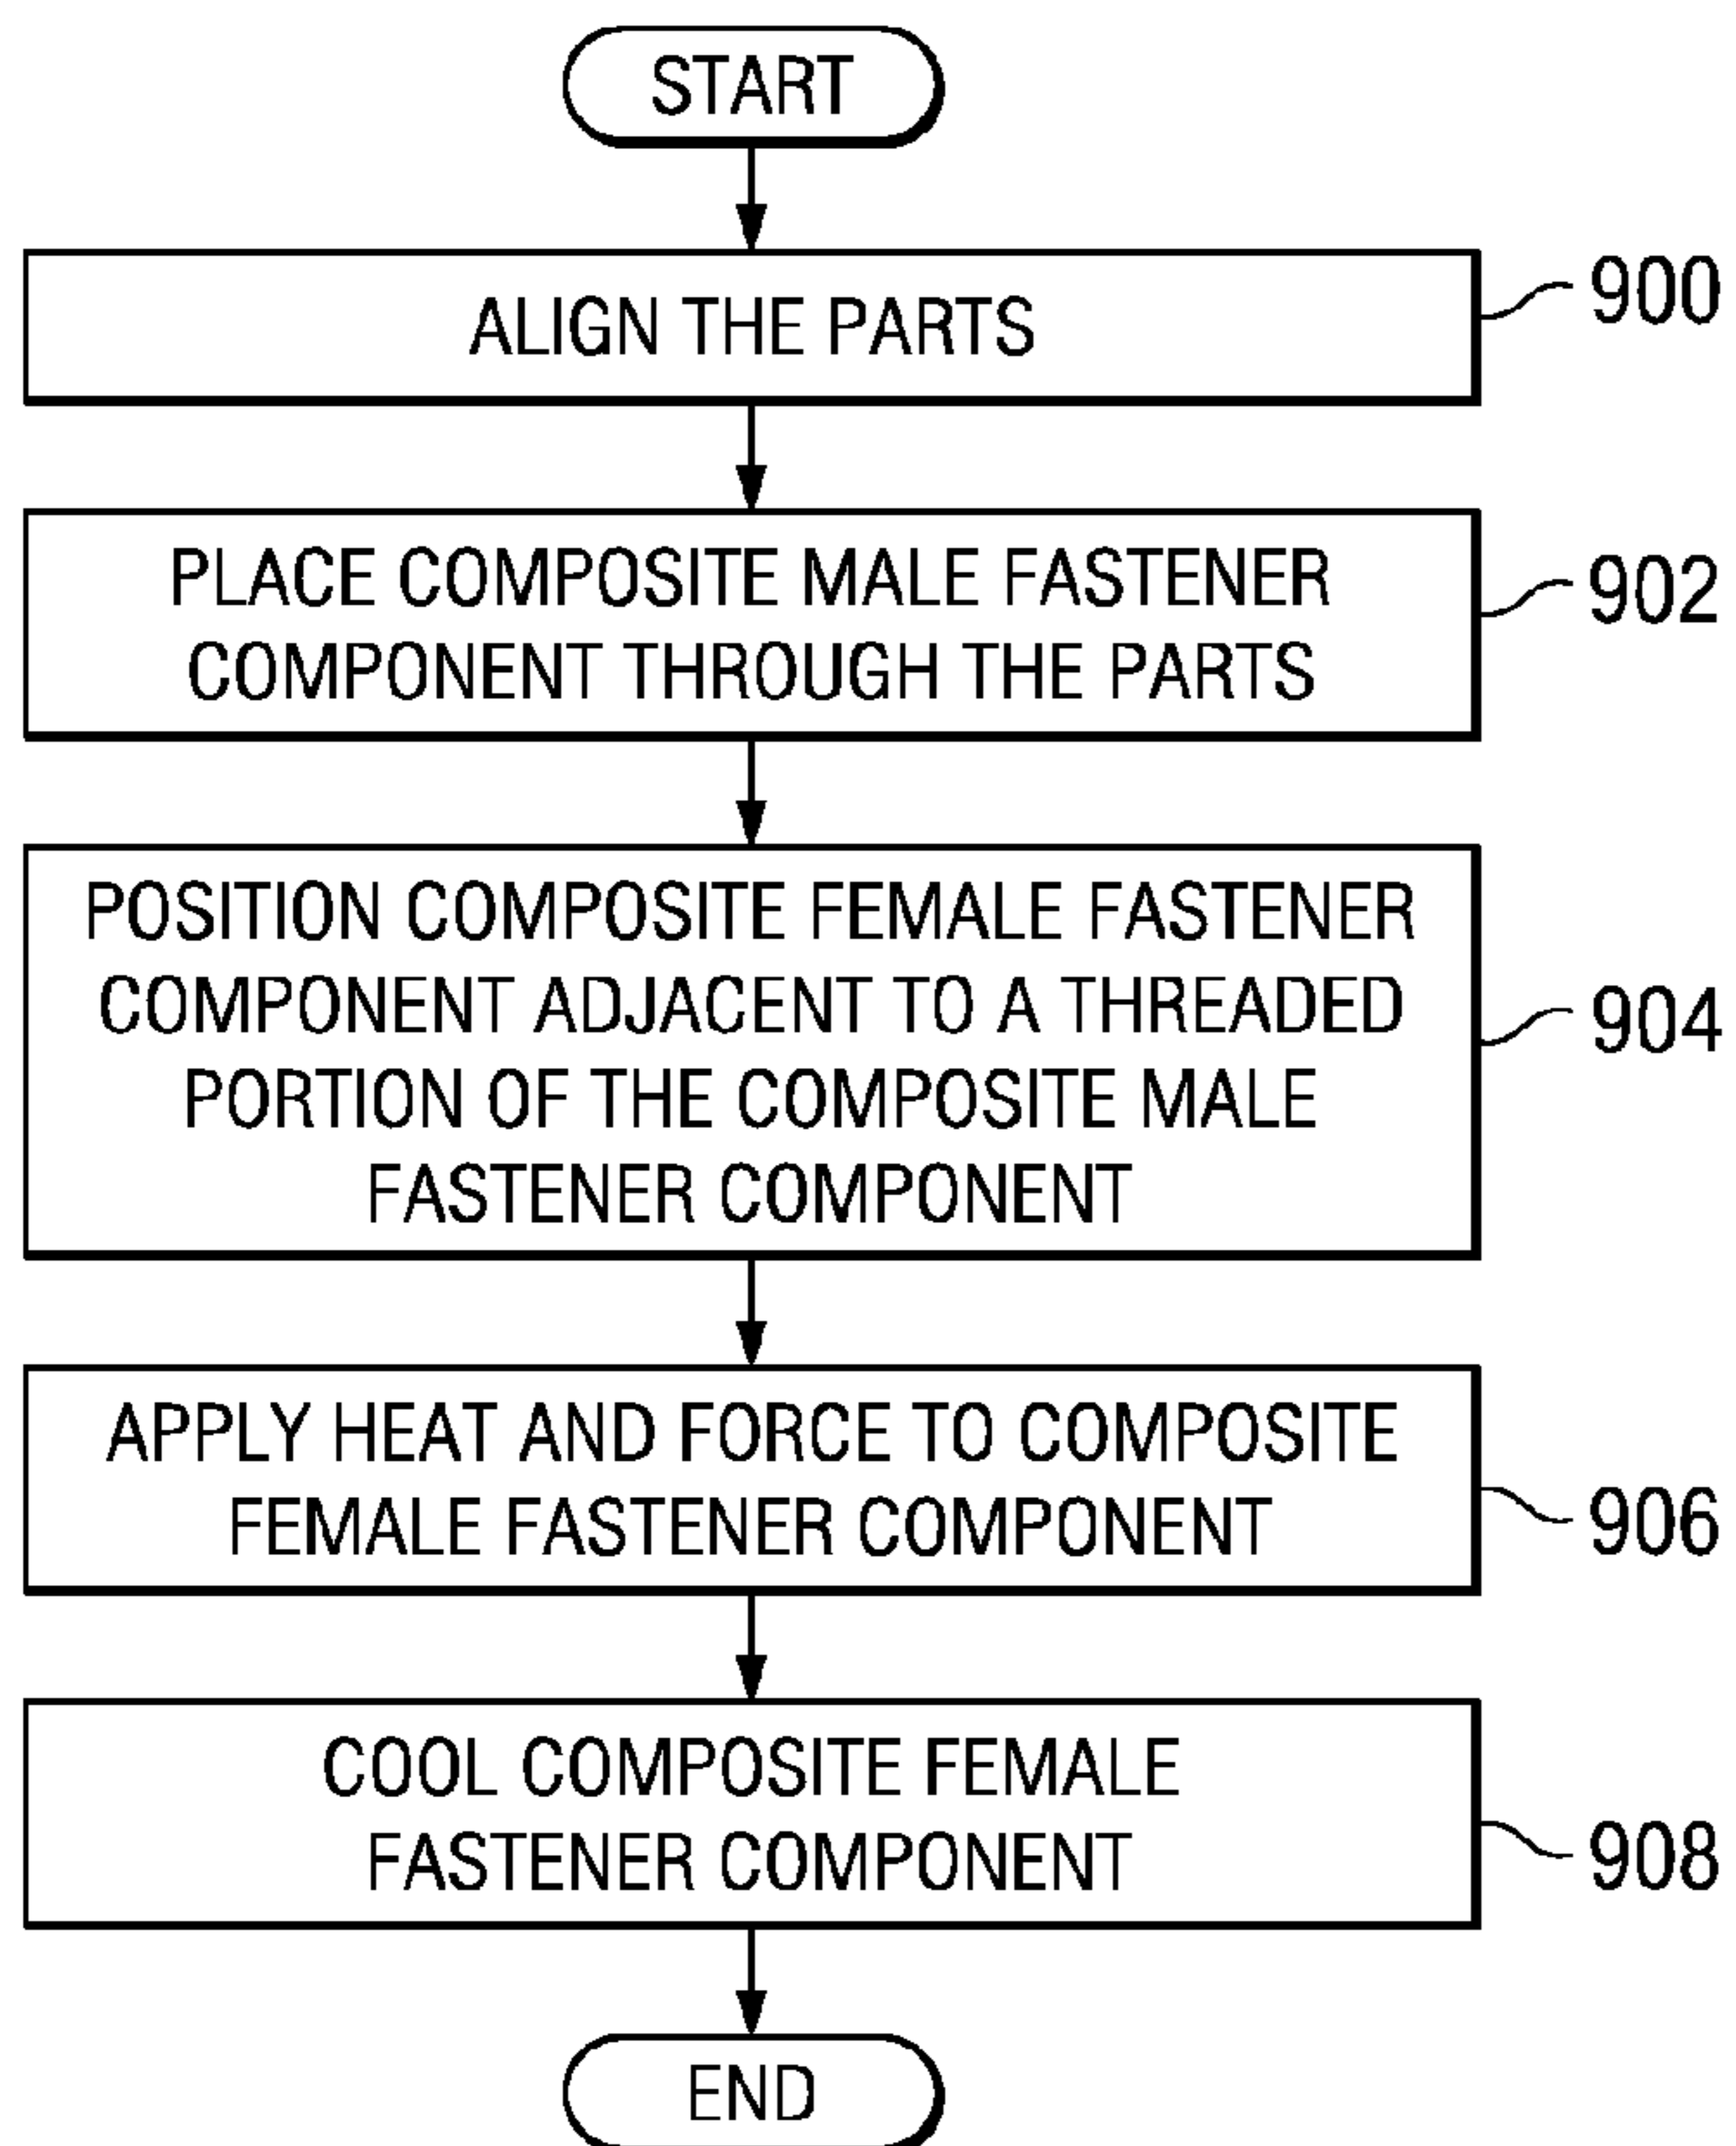 START
ALIGN THE PARTS
900
PLACE COMPOSITE MALE FASTENER
COMPONENT THROUGH THE PARTS
902
POSITION COMPOSITE FEMALE FASTENER
COMPONENT ADJACENT TO A THREADED
PORTION OF THE COMPOSITE MALE
FASTENER COMPONENT
904
APPLY HEAT AND FORCE TO COMPOSITE
FEMALE FASTENER COMPONENT
906
COOL COMPOSITE FEMALE
FASTENER COMPONENT
908
END